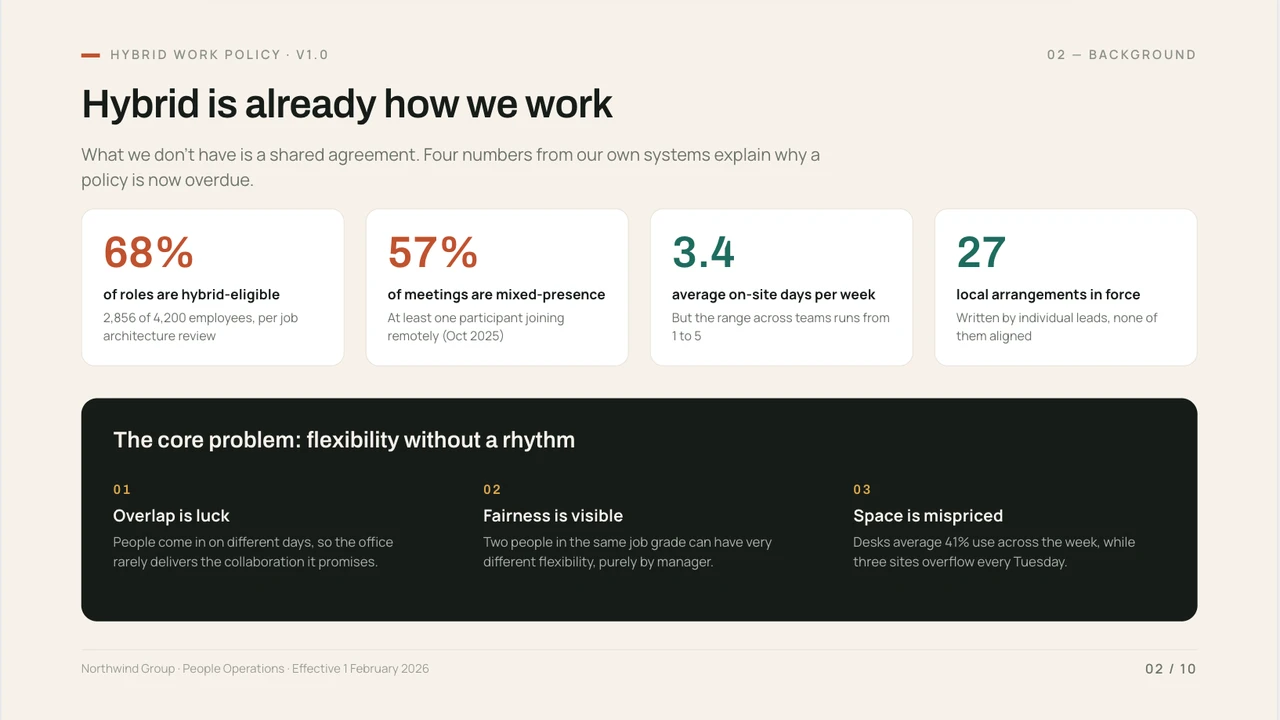 HYBRID WORK POLICY · V1.0
02 — BACKGROUND
Hybrid is already how we work
What we don’t have is a shared agreement. Four numbers from our own systems explain why a
policy is now overdue.
68%
of roles are hybrid-eligible
2,856 of 4,200 employees, per job
architecture review
57%
of meetings are mixed-presence
At least one participant joining
remotely (Oct 2025)
3.4
average on-site days per week
But the range across teams runs from
1 to 5
27
local arrangements in force
Written by individual leads, none of
them aligned
The core problem: flexibility without a rhythm
01
Overlap is luck
People come in on different days, so the office
rarely delivers the collaboration it promises.
02
Fairness is visible
Two people in the same job grade can have very
different flexibility, purely by manager.
03
Space is mispriced
Desks average 41% use across the week, while
three sites overflow every Tuesday.
Northwind Group · People Operations · Effective 1 February 2026
02 / 10